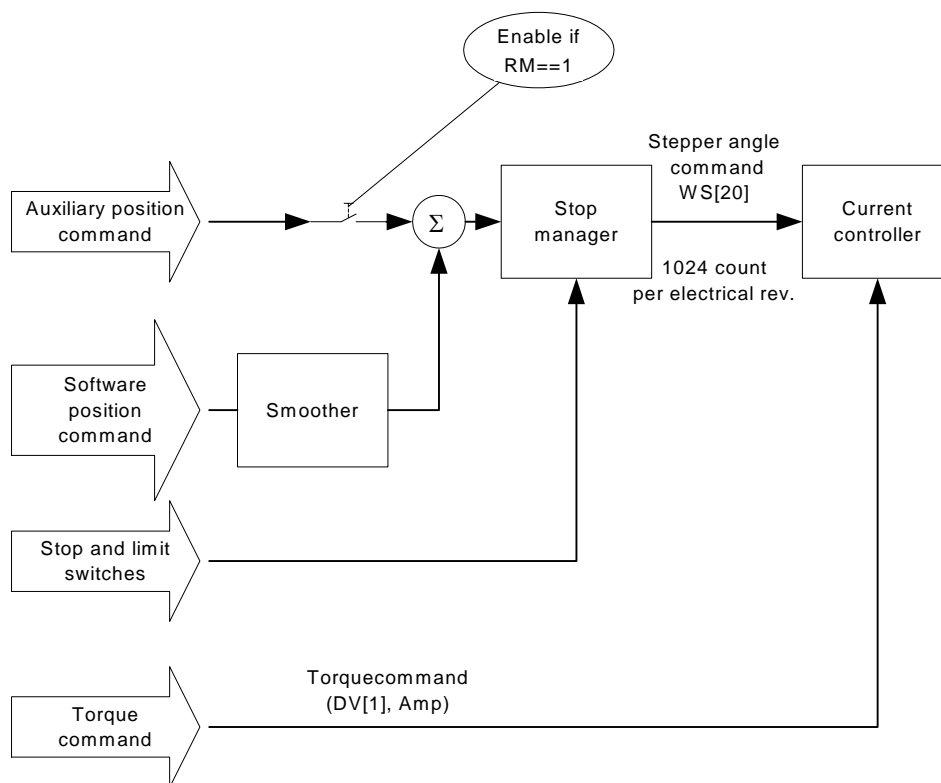 Enable if
RM==1
Auxiliary position
command
Σ
Stop
manager
Stepper angle
command
WS[20]
1024 count
per electrical rev.
Current
controller
Software
position
command
Smoother
Stop and limit
switches
Torquecommand
(DV[1], Amp)
Torque
command